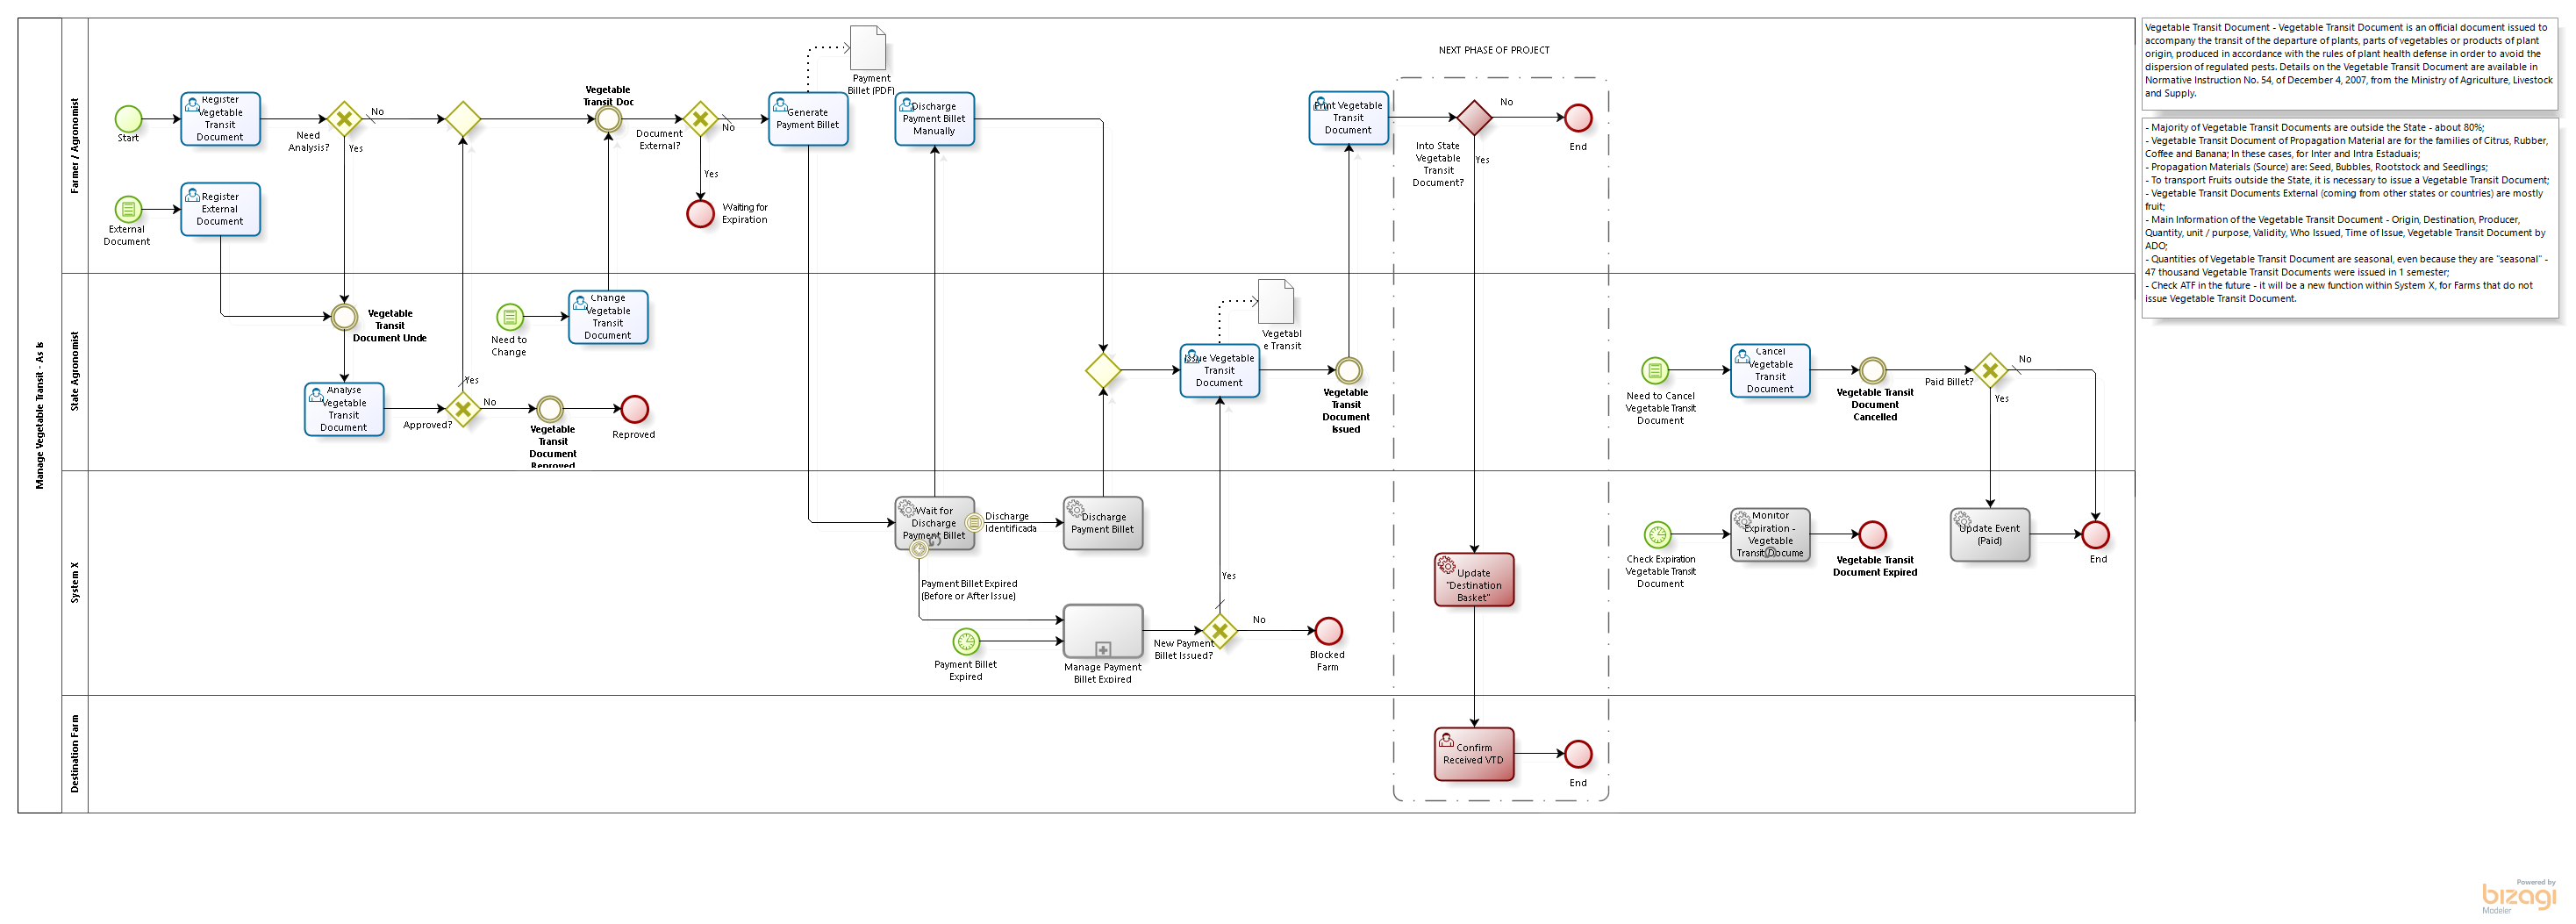 Manage Vegetable Transit - As Is
Farmer / Agronomist
Start
Register
Vegetable
Transit
Document
Need
Analysis?
No
Yes
External
Document
Register
External
Document
Vegetable
Transit Doc
Document
External?
No
Yes
Waiting for
Expiration
Generate
Payment Billet
Payment
Billet (PDF)
Discharge
Payment Billet
Manually
Print Vegetable
Transit
Document
NEXT PHASE OF PROJECT
Into State
Vegetable
Transit
Document?
No
Yes
End
State Agronomist
Vegetable
Transit
Document Unde
Analyse
Vegetable
Transit
Document
Approved?
Yes
No
Vegetable
Transit
Document
Reproved
Reproved
Need to
Change
Change
Vegetable
Transit
Document
Issue Vegetable
Transit
Document
Vegetabl
e Transit
Vegetable
Transit
Document
Issued
Need to Cancel
Vegetable Transit
Document
Cancel
Vegetable
Transit
Document
Vegetable Transit
Document
Cancelled
Paid Billet?
No
Yes
System X
Wait for
Discharge
Payment Billet
Discharge
Identificada
Discharge
Payment Billet
Payment Billet Expired
(Before or After Issue)
Payment Billet
Expired
Manage Payment
Billet Expired
New Payment
Billet Issued?
Yes
No
Blocked
Farm
Update
"Destination
Basket"
Check Expiration
Vegetable Transit
Document
Monitor
Expiration -
Vegetable
Transit Docume
Vegetable Transit
Document Expired
Update Event
(Paid)
End
Destination Farm
Confirm
Received VTD
End
Vegetable Transit Document - Vegetable Transit Document is an official document issued to
accompany the transit of the departure of plants, parts of vegetables or products of plant
origin, produced in accordance with the rules of plant health defense in order to avoid the
dispersion of regulated pests. Details on the Vegetable Transit Document are available in
Normative Instruction No. 54, of December 4, 2007, from the Ministry of Agriculture, Livestock
and Supply.
- Majority of Vegetable Transit Documents are outside the State - about 80%;
- Vegetable Transit Document of Propagation Material are for the families of Citrus, Rubber,
Coffee and Banana; In these cases, for Inter and Intra Estaduais;
- Propagation Materials (Source) are: Seed, Bubbles, Rootstock and Seedlings;
- To transport Fruits outside the State, it is necessary to issue a Vegetable Transit Document;
- Vegetable Transit Documents External (coming from other states or countries) are mostly
fruit;
- Main Information of the Vegetable Transit Document - Origin, Destination, Producer,
Quantity, unit / purpose, Validity, Who Issued, Time of Issue, Vegetable Transit Document by
ADO;
- Quantities of Vegetable Transit Document are seasonal, even because they are "seasonal" -
47 thousand Vegetable Transit Documents were issued in 1 semester;
- Check ATF in the future - it will be a new function within System X, for Farms that do not
issue Vegetable Transit Document.
Powered by
bizagi
Modeler